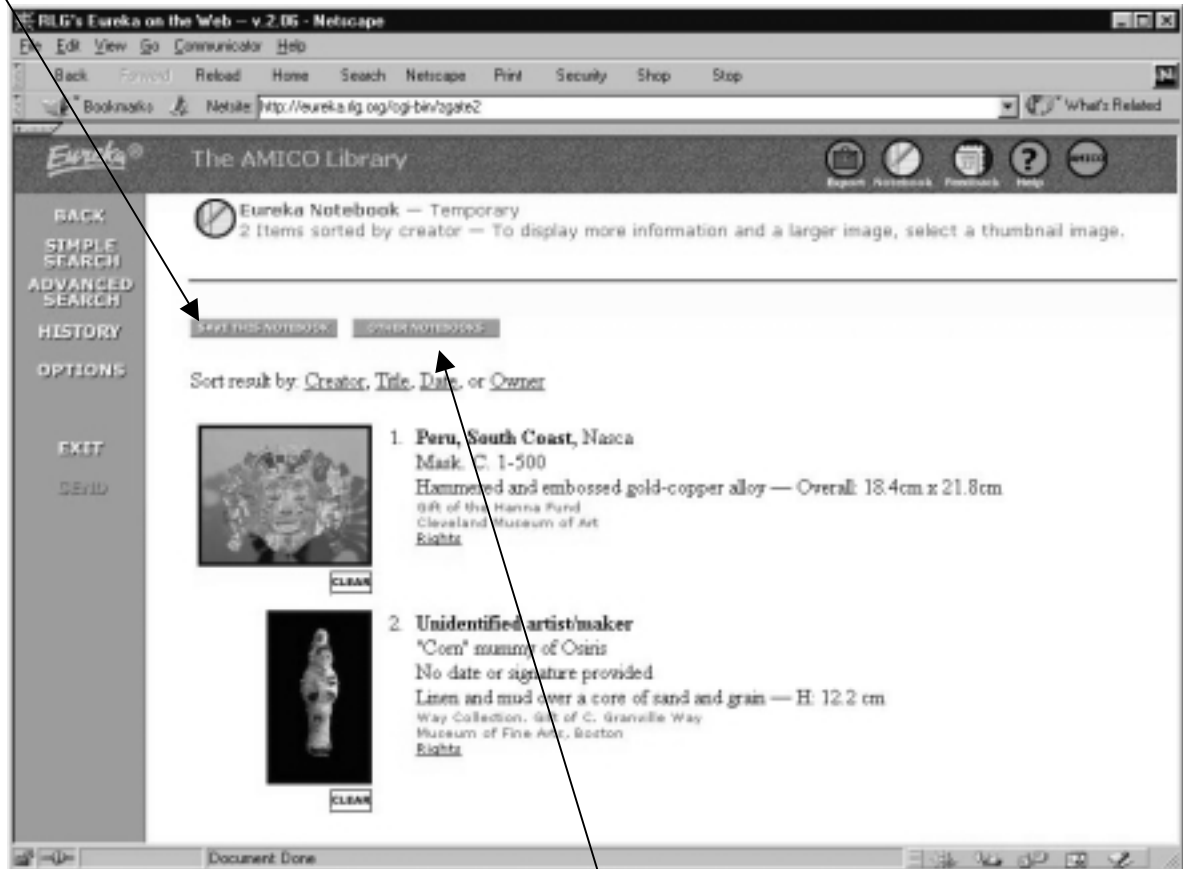 RLG's Eureka on the Web – v.2.06 - Netscape
File Edit View Go Communicator Help
Back Forward Reload Home Search Netscape Print Security Shop Stop
Bookmarks Netsite: http://eureka.rlg.org/cgi-bin/zgate2 What's Related
Eureka® The AMICO Library
Export Notebook Feedback Help AMICO
BACK
SIMPLE
SEARCH
ADVANCED
SEARCH
HISTORY
OPTIONS
EXIT
SEND
Eureka Notebook — Temporary
2 Items sorted by creator — To display more information and a larger image, select a thumbnail image.
SAVE THIS NOTEBOOK OTHER NOTEBOOKS
Sort result by: Creator, Title, Date, or Owner
1. Peru, South Coast, Nasca
Mask. C. 1-500
Hammered and embossed gold-copper alloy — Overall: 18.4cm x 21.8cm
Gift of the Hanna Fund
Cleveland Museum of Art
Rights
CLEAR
2. Unidentified artist/maker
"Corn" mummy of Osiris
No date or signature provided
Linen and mud over a core of sand and grain — H: 12.2 cm
Way Collection. Gift of C. Granville Way
Museum of Fine Arts, Boston
Rights
CLEAR
Document Done